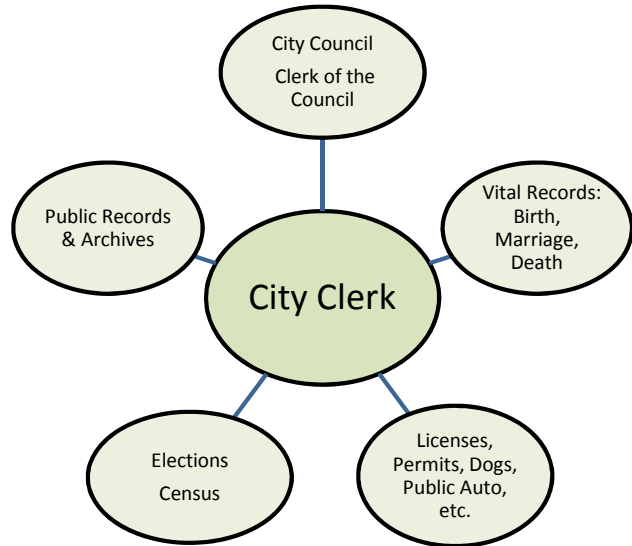 City Council
Clerk of the
Council
Public Records
& Archives
Vital Records:
Birth,
Marriage,
Death
City Clerk
Elections
Census
Licenses,
Permits, Dogs,
Public Auto,
etc.